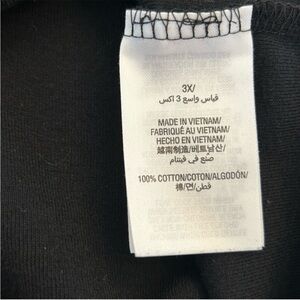 3X/
قياس واسع 3 اكس
MADE IN VIETNAM/
FABRIQUÉ AU VIETNAM/
HECHO EN VIETNAM/
越南制造/베트남산/
صنع في فيتنام
100% COTTON/COTON/ALGODÓN/
棉/면/قطن/